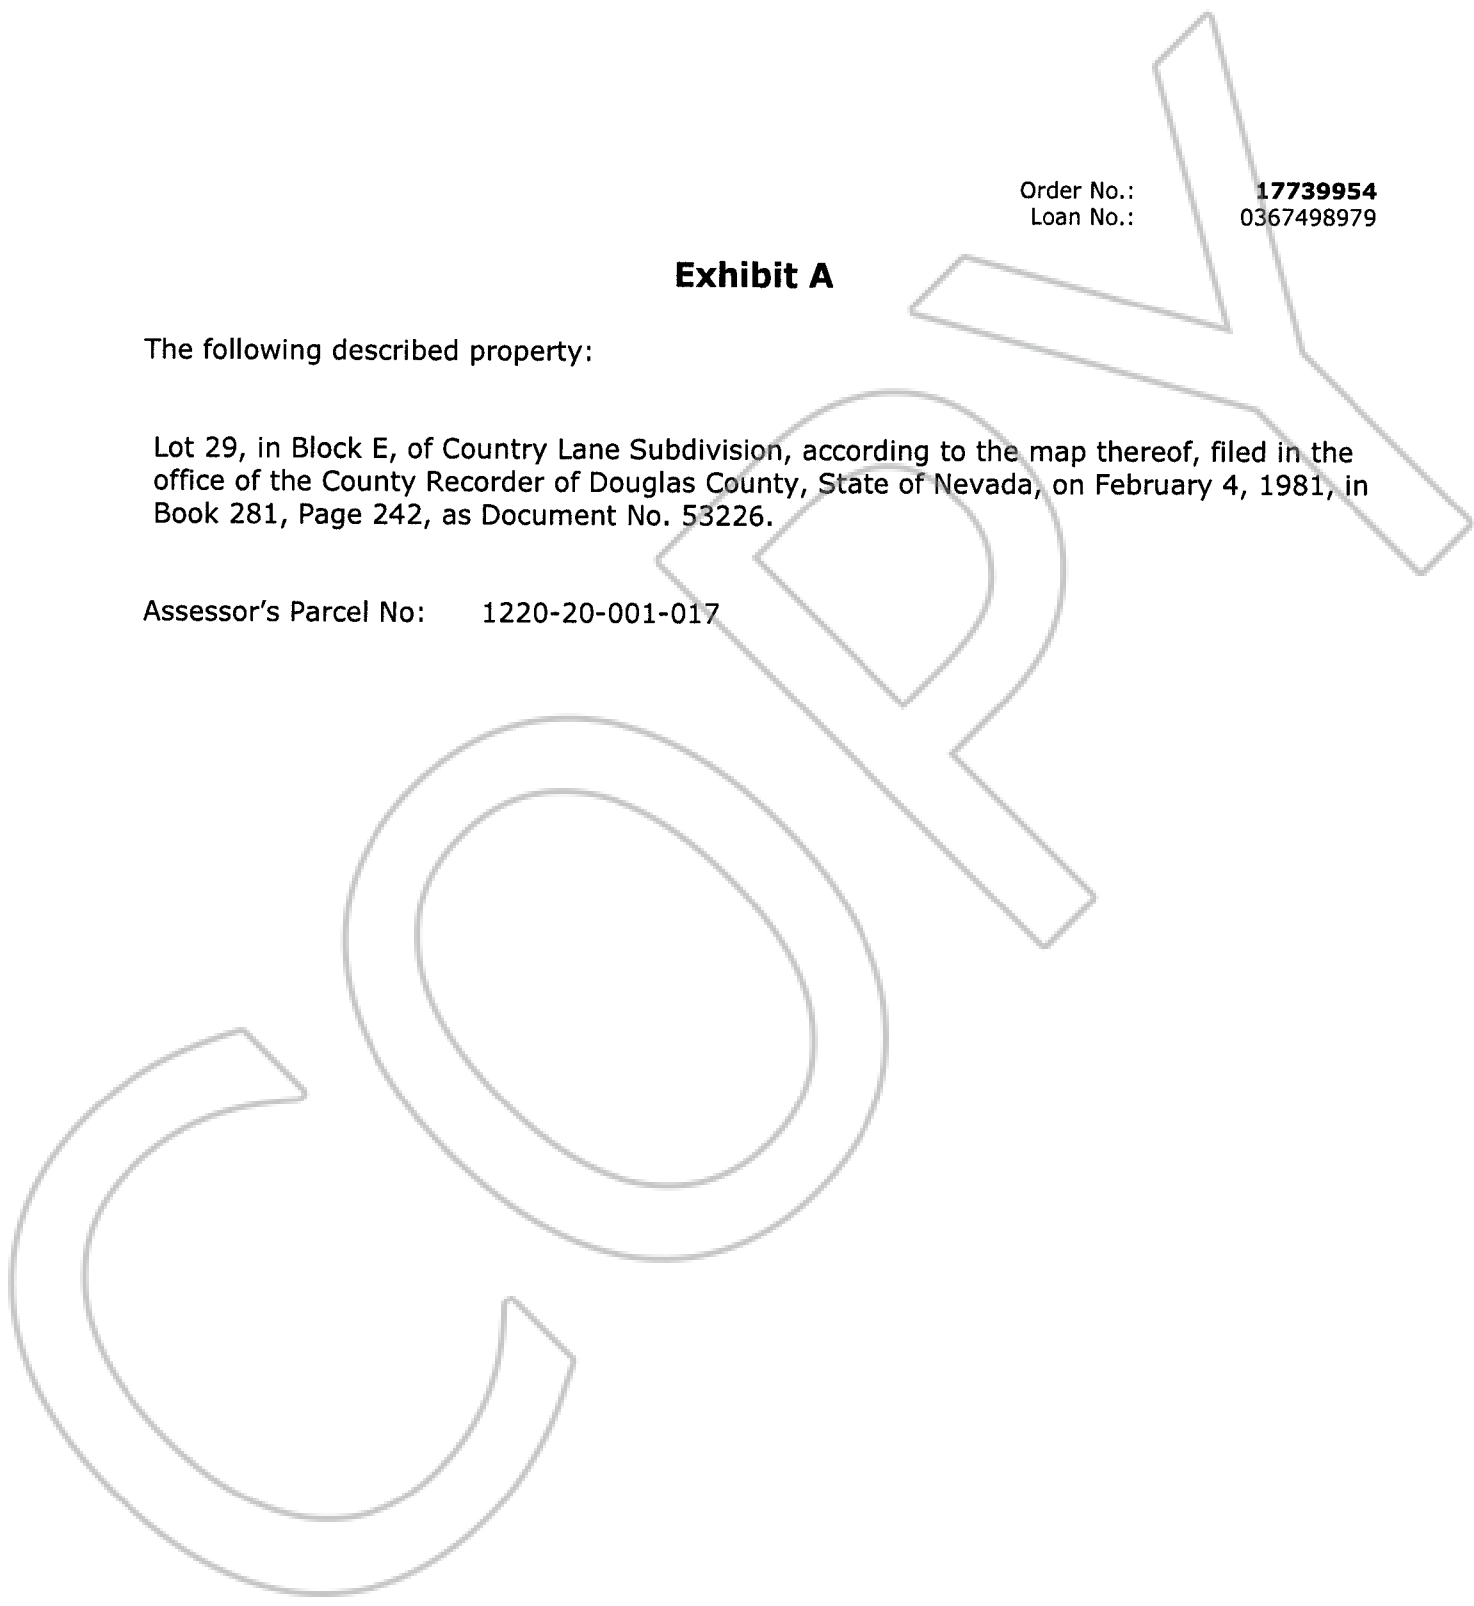 Order No.: 17739954
Loan No.: 0367498979
Exhibit A
The following described property:
Lot 29, in Block E, of Country Lane Subdivision, according to the map thereof, filed in the
office of the County Recorder of Douglas County, State of Nevada, on February 4, 1981, in
Book 281, Page 242, as Document No. 53226.
Assessor's Parcel No: 1220-20-001-017
COPY